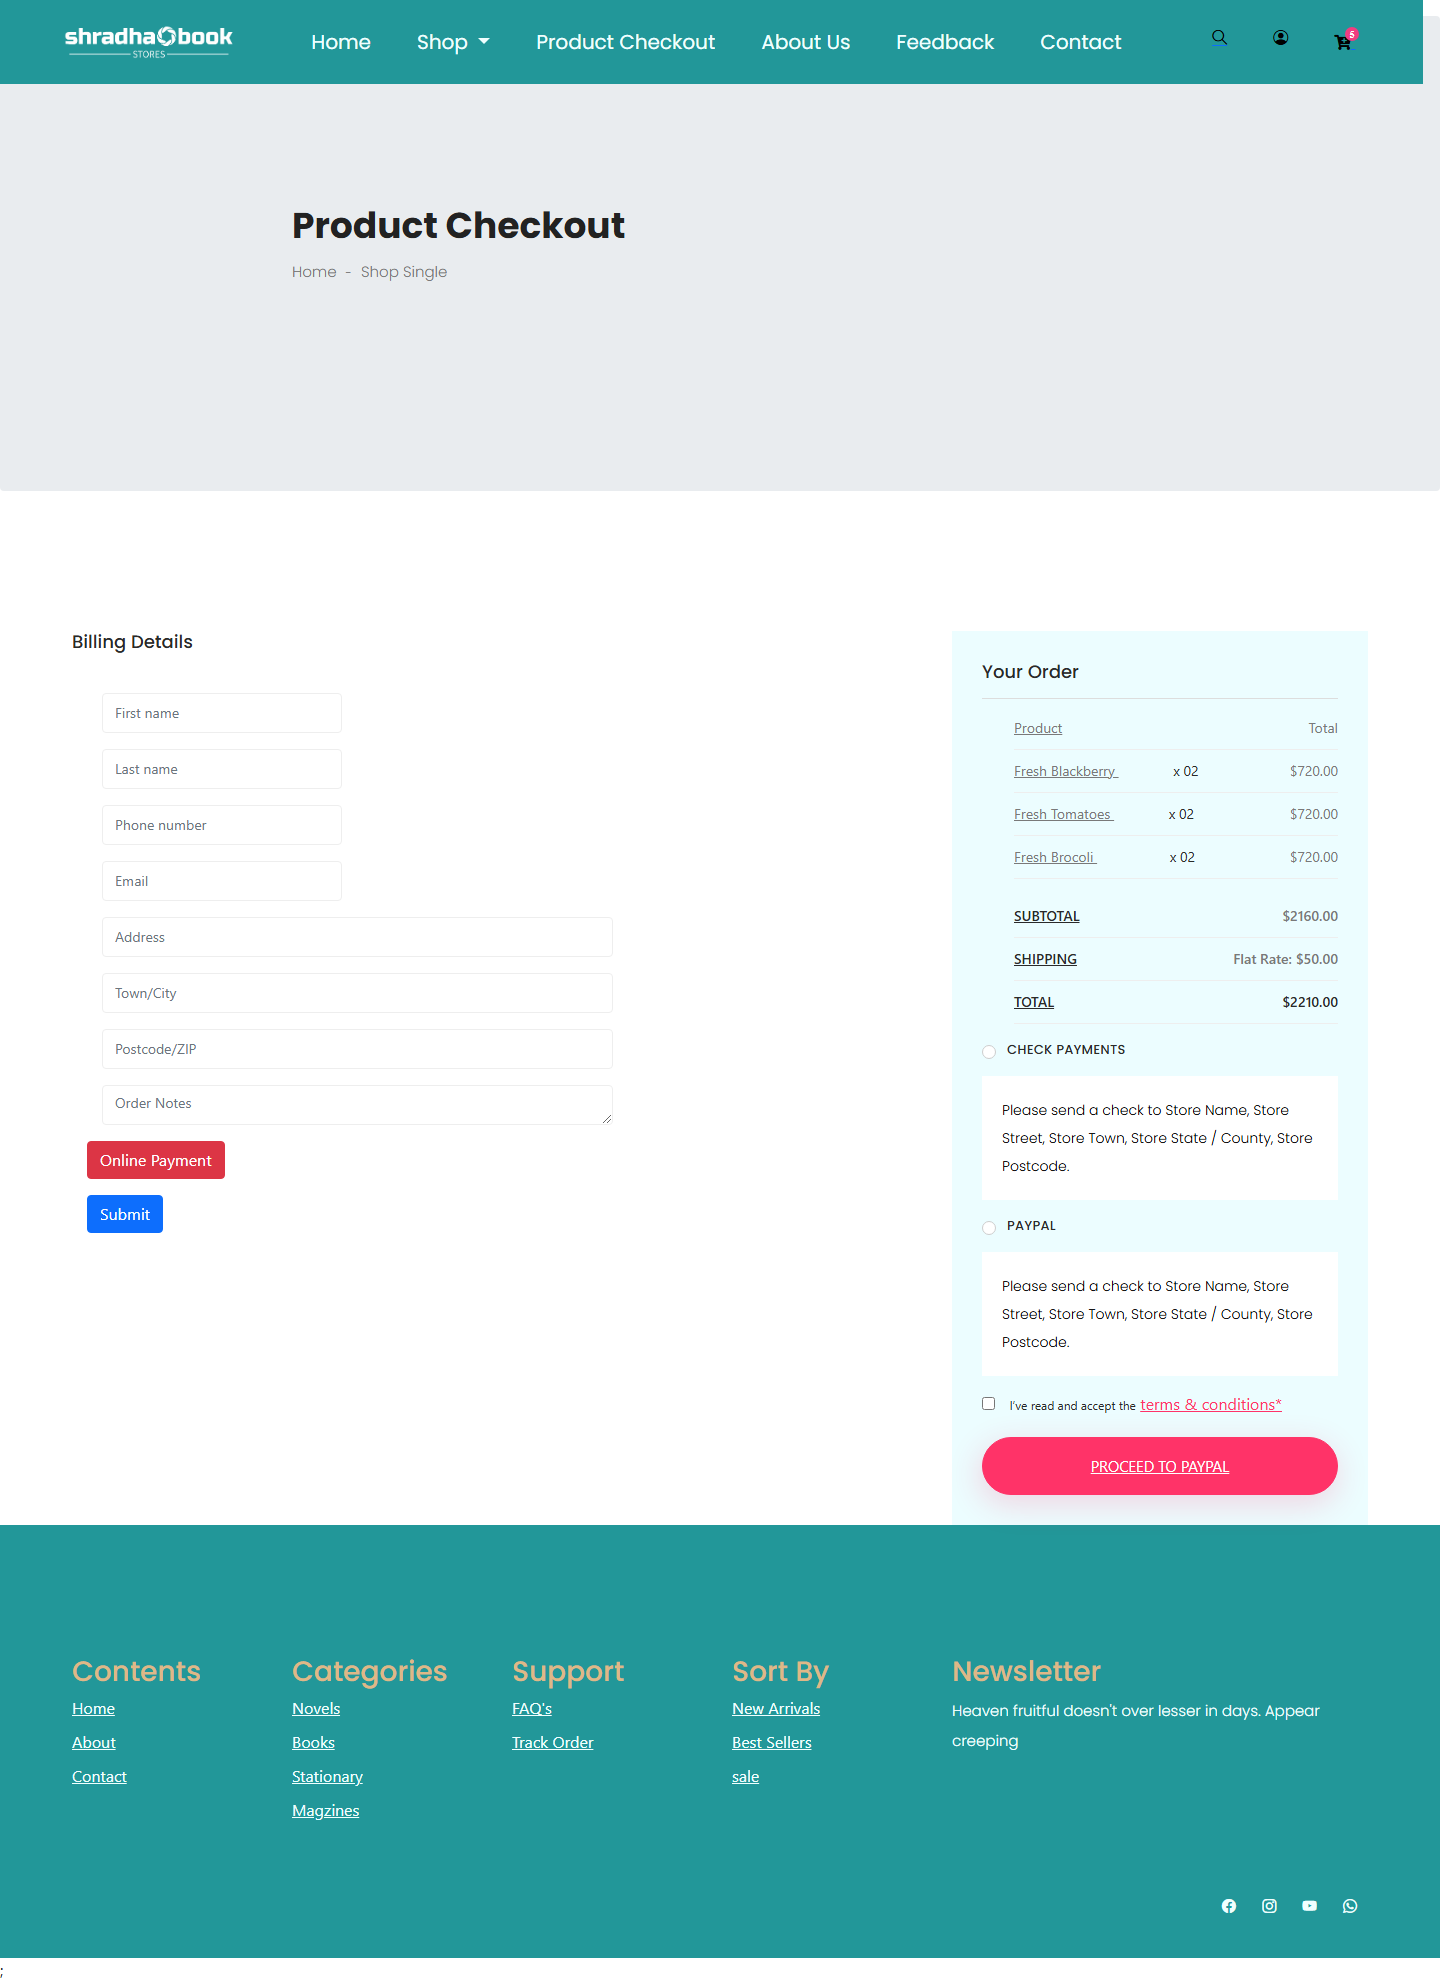 shradha book
STORES
Home
Shop
Product Checkout
About Us
Feedback
Contact
5
Product Checkout
Home - Shop Single
Billing Details
First name
Last name
Phone number
Email
Address
Town/City
Postcode/ZIP
Order Notes
Online Payment
Submit
Your Order
Product Total
Fresh Blackberry x 02 $720.00
Fresh Tomatoes x 02 $720.00
Fresh Brocoli x 02 $720.00
SUBTOTAL $2160.00
SHIPPING Flat Rate: $50.00
TOTAL $2210.00
CHECK PAYMENTS
Please send a check to Store Name, Store
Street, Store Town, Store State / County, Store
Postcode.
PAYPAL
Please send a check to Store Name, Store
Street, Store Town, Store State / County, Store
Postcode.
I've read and accept the terms & conditions*
PROCEED TO PAYPAL
Contents
Home
About
Contact
Categories
Novels
Books
Stationary
Magzines
Support
FAQ's
Track Order
Sort By
New Arrivals
Best Sellers
sale
Newsletter
Heaven fruitful doesn't over lesser in days. Appear
creeping
;